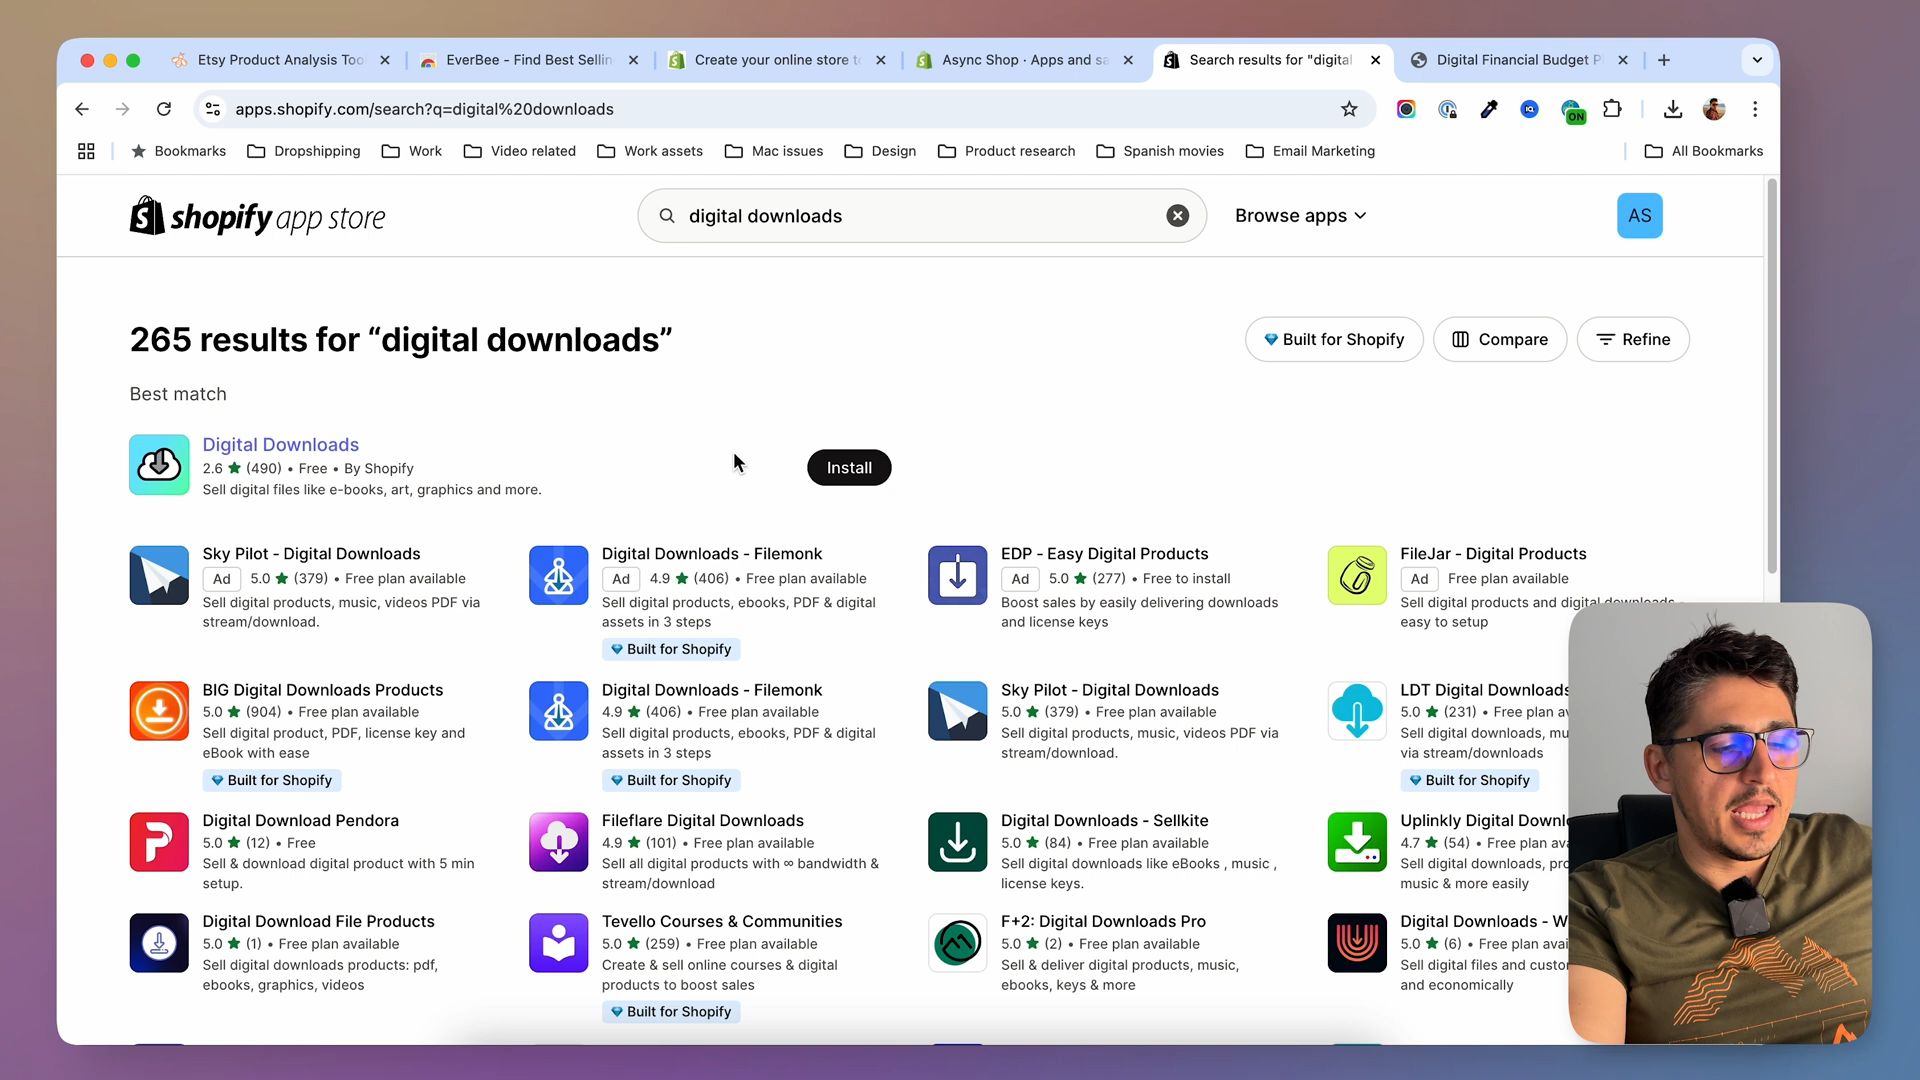 Etsy Product Analysis Too
EverBee - Find Best Sellin
Create your online store to
Async Shop · Apps and sa
Search results for "digital
Digital Financial Budget P
apps.shopify.com/search?q=digital%20downloads
ON
Bookmarks
Dropshipping
Work
Video related
Work assets
Mac issues
Design
Product research
Spanish movies
Email Marketing
All Bookmarks
shopify app store
digital downloads
Browse apps
AS
265 results for “digital downloads”
Built for Shopify
Compare
Refine
Best match
Digital Downloads
2.6 ★ (490) • Free • By Shopify
Sell digital files like e-books, art, graphics and more.
Install
Sky Pilot - Digital Downloads
Ad 5.0 ★ (379) • Free plan available
Sell digital products, music, videos PDF via
stream/download.
Digital Downloads - Filemonk
Ad 4.9 ★ (406) • Free plan available
Sell digital products, ebooks, PDF & digital
assets in 3 steps
Built for Shopify
EDP - Easy Digital Products
Ad 5.0 ★ (277) • Free to install
Boost sales by easily delivering downloads
and license keys
FileJar - Digital Products
Ad Free plan available
Sell digital products and digital downloads -
easy to setup
BIG Digital Downloads Products
5.0 ★ (904) • Free plan available
Sell digital product, PDF, license key and
eBook with ease
Built for Shopify
Digital Downloads - Filemonk
4.9 ★ (406) • Free plan available
Sell digital products, ebooks, PDF & digital
assets in 3 steps
Built for Shopify
Sky Pilot - Digital Downloads
5.0 ★ (379) • Free plan available
Sell digital products, music, videos PDF via
stream/download.
LDT Digital Downloads
5.0 ★ (231) • Free plan av
Sell digital downloads, mu
via stream/downloads
Built for Shopify
Digital Download Pendora
5.0 ★ (12) • Free
Sell & download digital product with 5 min
setup.
Fileflare Digital Downloads
4.9 ★ (101) • Free plan available
Sell all digital products with ∞ bandwidth &
stream/download
Digital Downloads - Sellkite
5.0 ★ (84) • Free plan available
Sell digital downloads like eBooks , music ,
license keys.
Uplinkly Digital Downl
4.7 ★ (54) • Free plan ava
Sell digital downloads, pro
music & more easily
Digital Download File Products
5.0 ★ (1) • Free plan available
Sell digital downloads products: pdf,
ebooks, graphics, videos
Tevello Courses & Communities
5.0 ★ (259) • Free plan available
Create & sell online courses & digital
products to boost sales
Built for Shopify
F+2: Digital Downloads Pro
5.0 ★ (2) • Free plan available
Sell & deliver digital products, music,
ebooks, keys & more
Digital Downloads - W
5.0 ★ (6) • Free plan avai
Sell digital files and custo
and economically